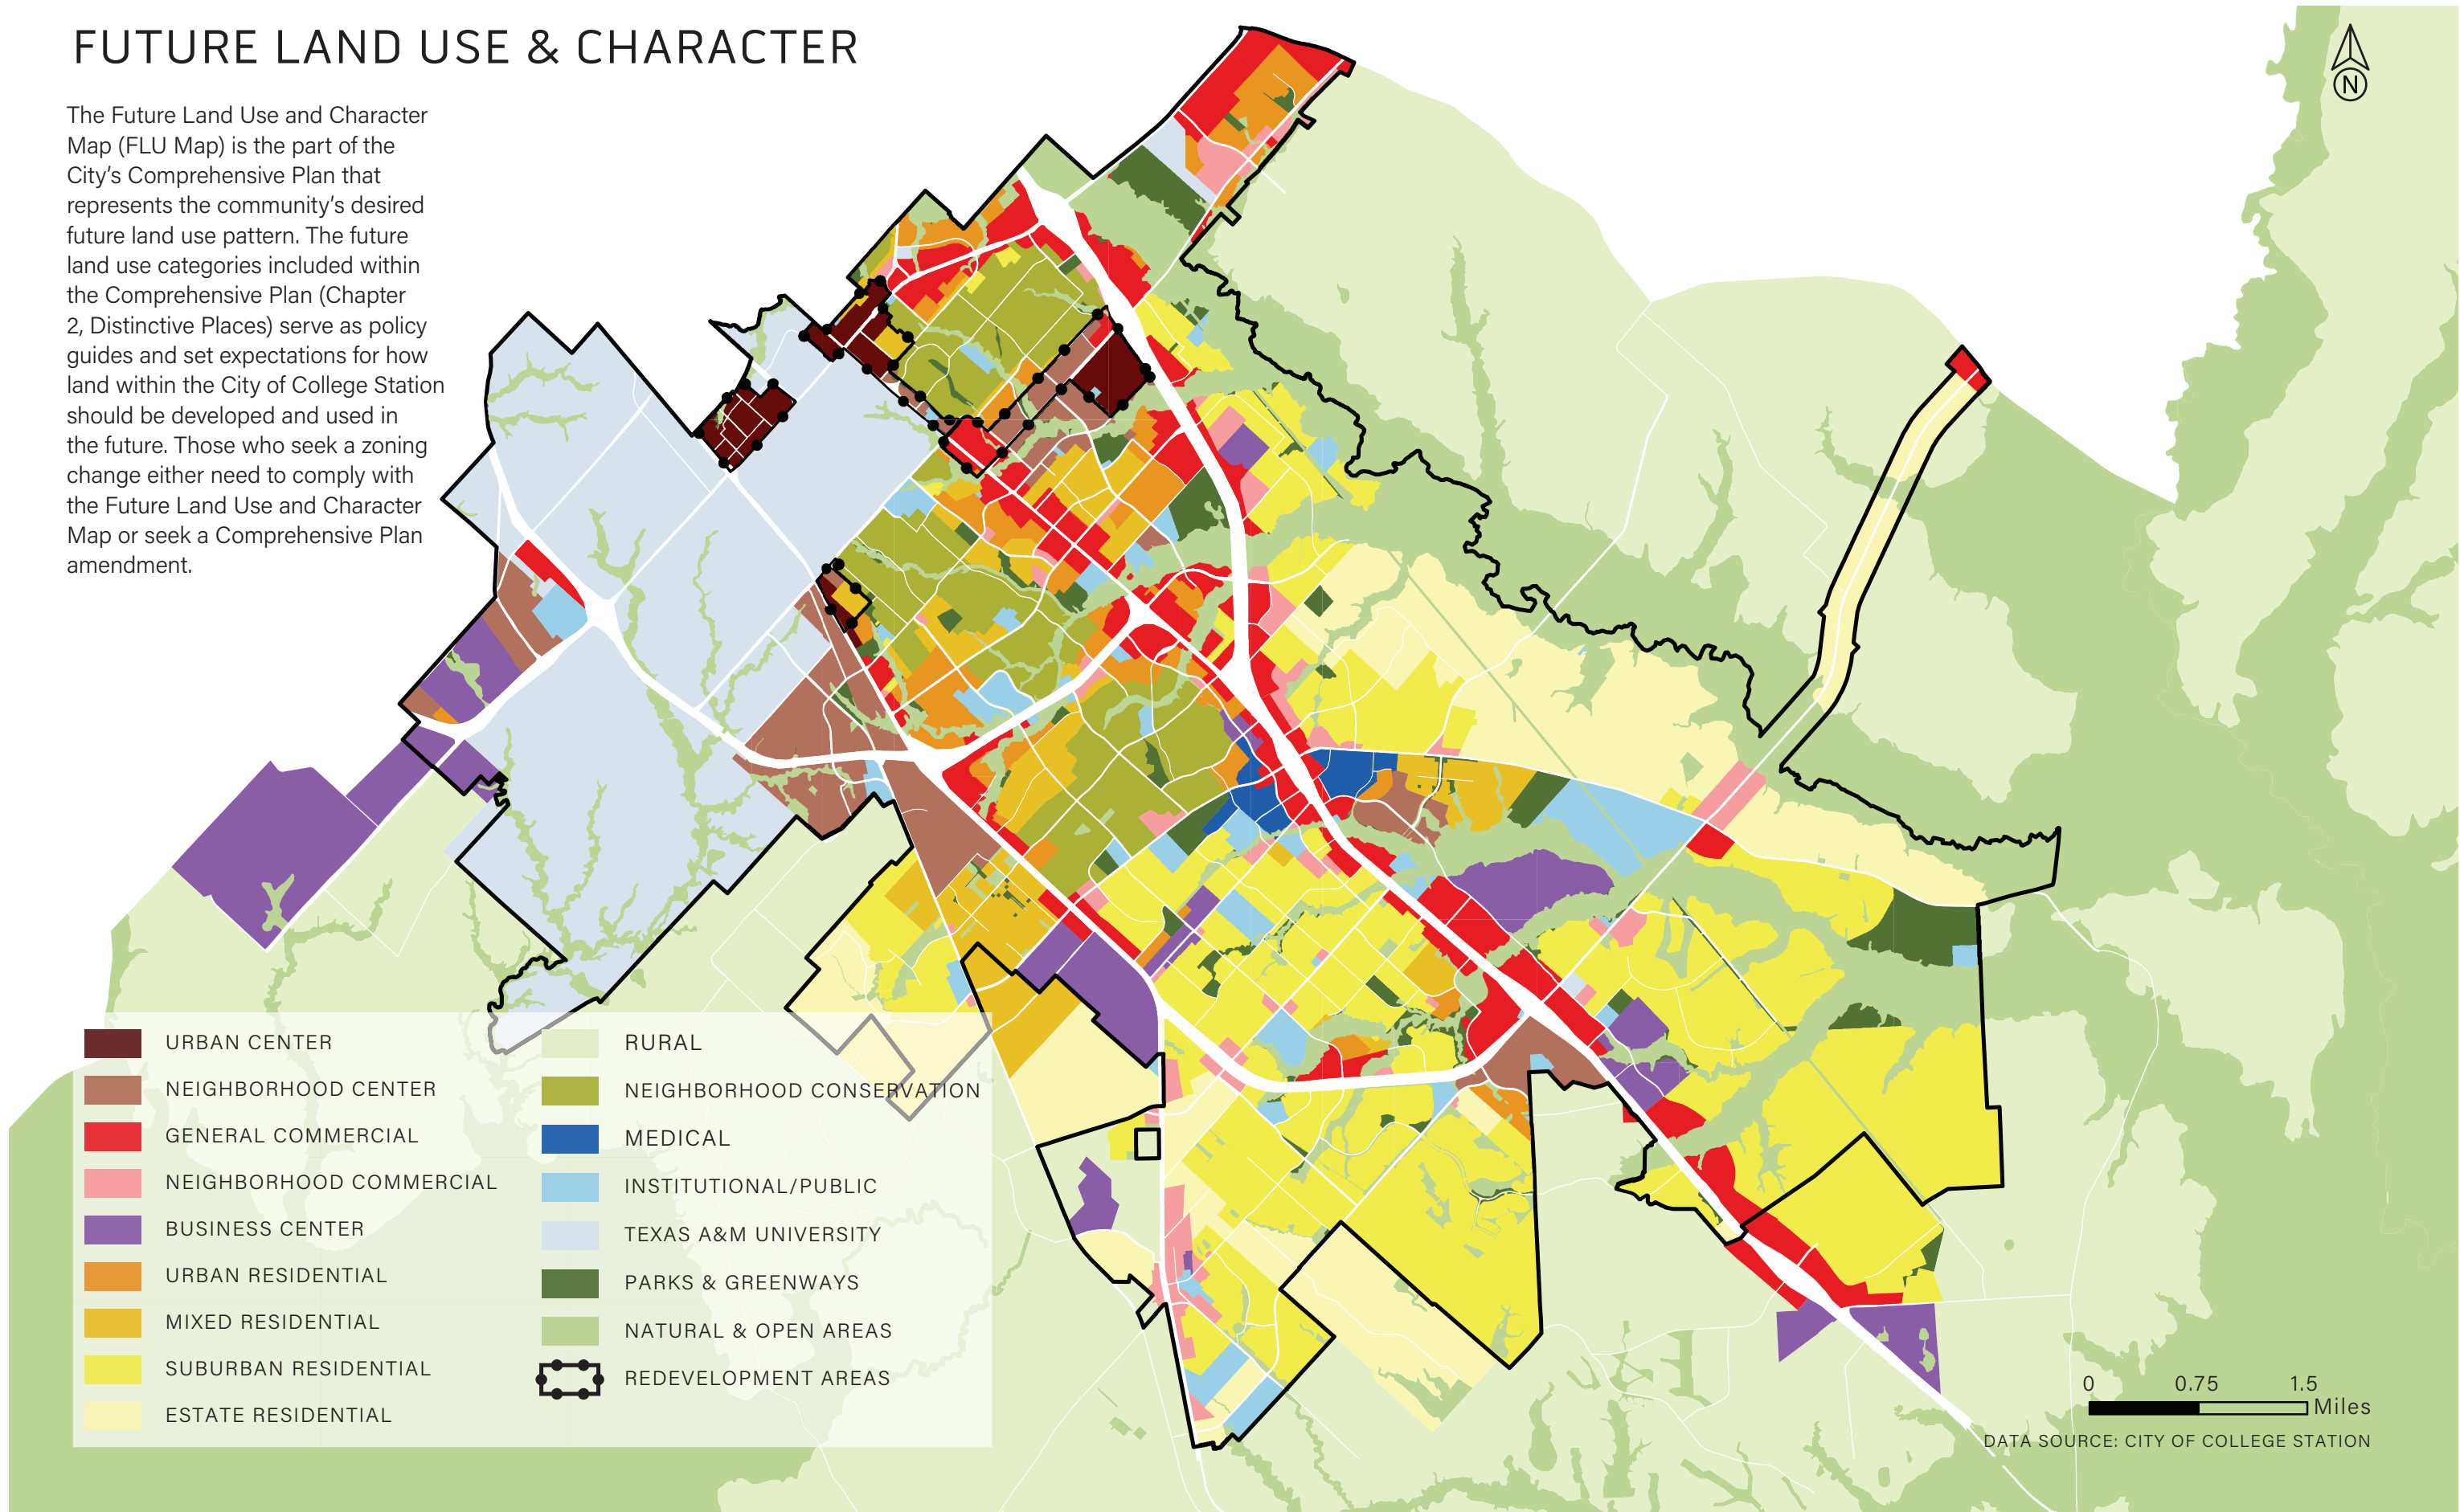 FUTURE LAND USE & CHARACTER
The Future Land Use and Character
Map (FLU Map) is the part of the
City’s Comprehensive Plan that
represents the community’s desired
future land use pattern. The future
land use categories included within
the Comprehensive Plan (Chapter
2, Distinctive Places) serve as policy
guides and set expectations for how
land within the City of College Station
should be developed and used in
the future. Those who seek a zoning
change either need to comply with
the Future Land Use and Character
Map or seek a Comprehensive Plan
amendment.
N
URBAN CENTER
NEIGHBORHOOD CENTER
GENERAL COMMERCIAL
NEIGHBORHOOD COMMERCIAL
BUSINESS CENTER
URBAN RESIDENTIAL
MIXED RESIDENTIAL
SUBURBAN RESIDENTIAL
ESTATE RESIDENTIAL
RURAL
NEIGHBORHOOD CONSERVATION
MEDICAL
INSTITUTIONAL/PUBLIC
TEXAS A&M UNIVERSITY
PARKS & GREENWAYS
NATURAL & OPEN AREAS
REDEVELOPMENT AREAS
0 0.75 1.5
Miles
DATA SOURCE: CITY OF COLLEGE STATION